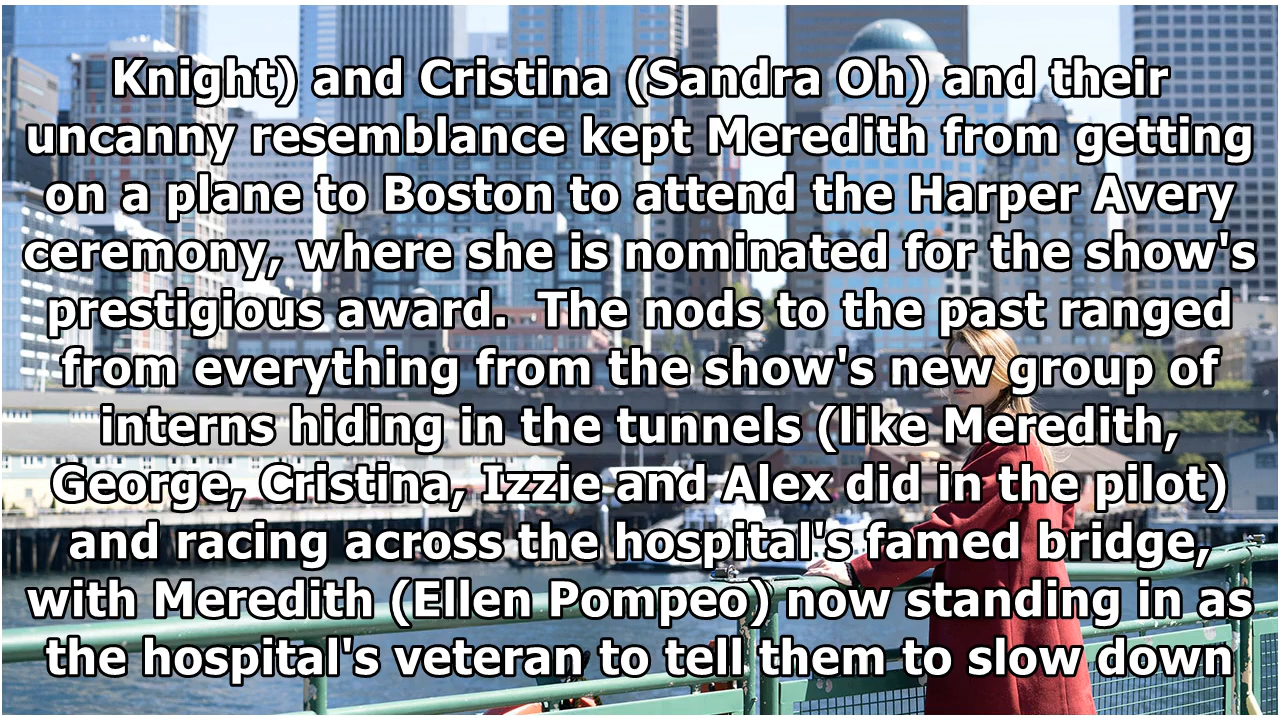 Knight) and Cristina (Sandra Oh) and their
uncanny resemblance kept Meredith from getting
on a plane to Boston to attend the Harper Avery
ceremony, where she is nominated for the show's
prestigious award.  The nods to the past ranged
from everything from the show's new group of
interns hiding in the tunnels (like Meredith,
George, Cristina, Izzie and Alex did in the pilot)
and racing across the hospital's famed bridge,
with Meredith (Ellen Pompeo) now standing in as
the hospital's veteran to tell them to slow down